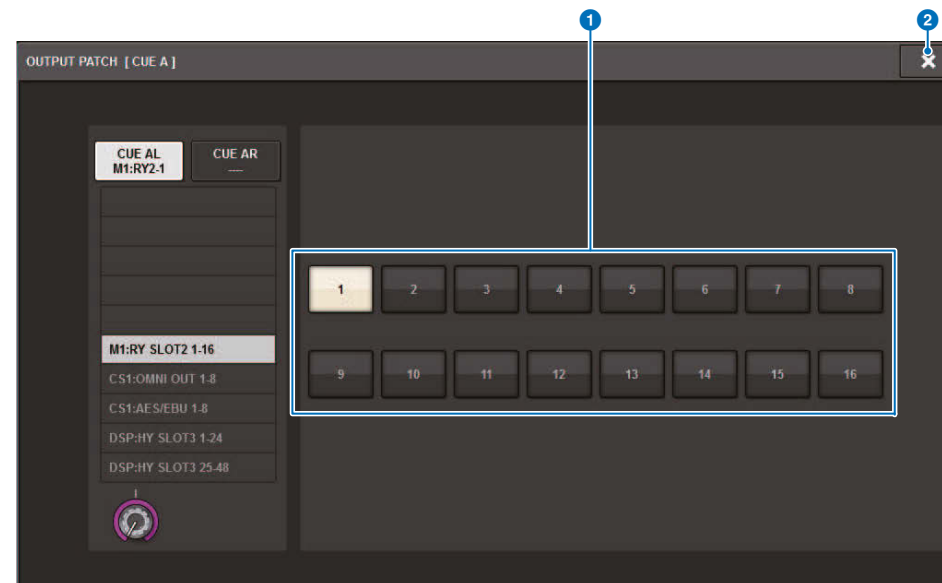 1
2
OUTPUT PATCH [ CUE A ]
CUE AL
M1:RY2-1
CUE AR
----
M1:RY SLOT2 1-16
CS1:OMNI OUT 1-8
CS1:AES/EBU 1-8
DSP:HY SLOT3 1-24
DSP:HY SLOT3 25-48
1 2 3 4 5 6 7 8
9 10 11 12 13 14 15 16